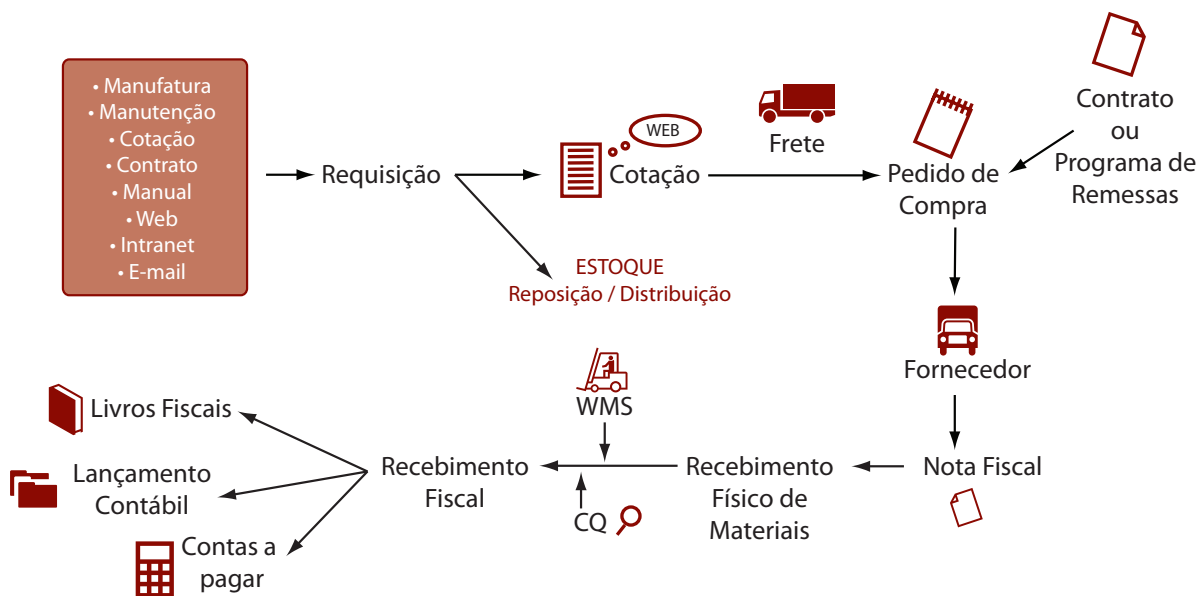 • Manufatura
• Manutenção
• Cotação
• Contrato
• Manual
• Web
• Intranet
• E-mail
Requisição
WEB
Cotação
Frete
Pedido de
Compra
Contrato
ou
Programa de
Remessas
ESTOQUE
Reposição / Distribuição
Fornecedor
Nota Fiscal
Recebimento
Físico de
Materiais
WMS
CQ
Recebimento
Fiscal
Livros Fiscais
Lançamento
Contábil
Contas a
pagar